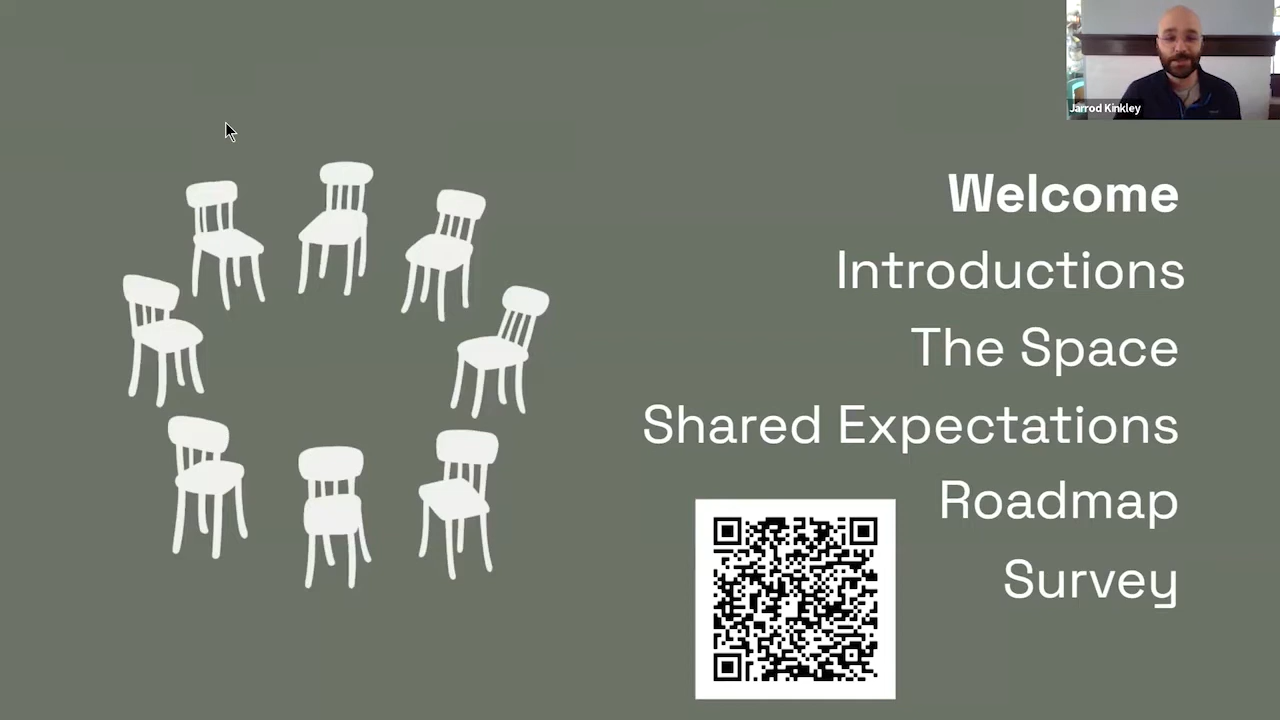 Jarrod Kinkley
Welcome
Introductions
The Space
Shared Expectations
Roadmap
Survey